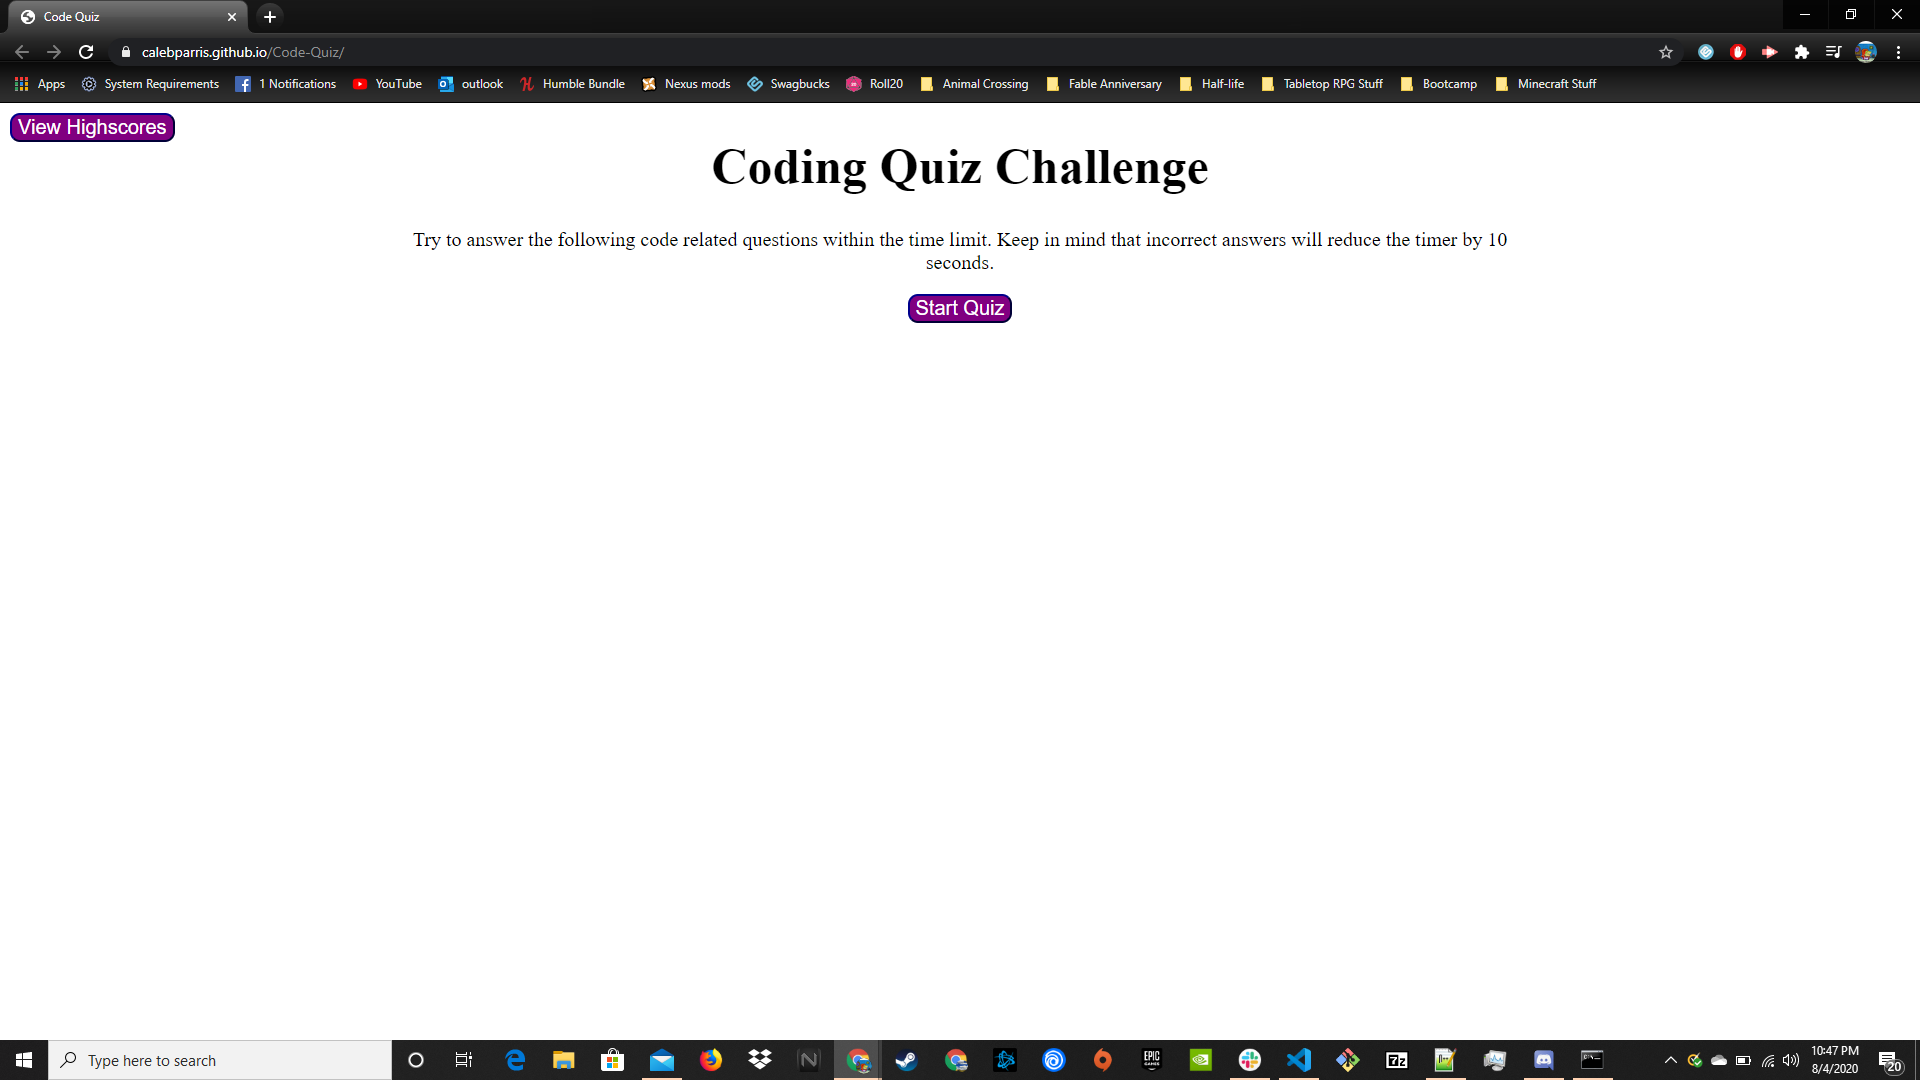 Code Quiz
calebparris.github.io/Code-Quiz/
Apps System Requirements 1 Notifications YouTube outlook Humble Bundle Nexus mods Swagbucks Roll20 Animal Crossing Fable Anniversary Half-life Tabletop RPG Stuff Bootcamp Minecraft Stuff
View Highscores
Coding Quiz Challenge
Try to answer the following code related questions within the time limit. Keep in mind that incorrect answers will reduce the timer by 10
seconds.
Start Quiz
Type here to search
EPIC
GAMES
7z
10:47 PM
8/4/2020
20